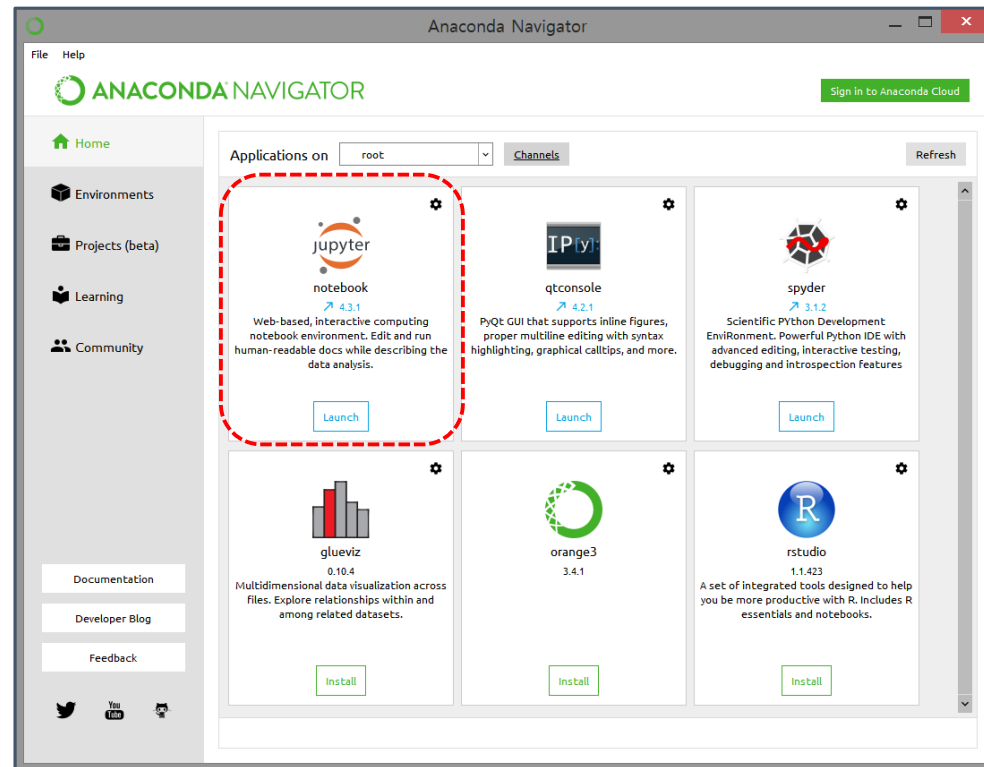 Anaconda Navigator
File Help
ANACONDA NAVIGATOR
Sign in to Anaconda Cloud
Home
Environments
Projects (beta)
Learning
Community
Documentation
Developer Blog
Feedback
You
Tube
Applications on root Channels Refresh
jupyter
notebook
4.3.1
Web-based, interactive computing
notebook environment. Edit and run
human-readable docs while describing the
data analysis.
Launch
IP[y]:
qtconsole
4.2.1
PyQt GUI that supports inline figures,
proper multiline editing with syntax
highlighting, graphical calltips, and more.
Launch
spyder
3.1.2
Scientific PYthon Development
EnviRonment. Powerful Python IDE with
advanced editing, interactive testing,
debugging and introspection features
Launch
glueviz
0.10.4
Multidimensional data visualization across
files. Explore relationships within and
among related datasets.
Install
orange3
3.4.1
Install
R
rstudio
1.1.423
A set of integrated tools designed to help
you be more productive with R. Includes R
essentials and notebooks.
Install